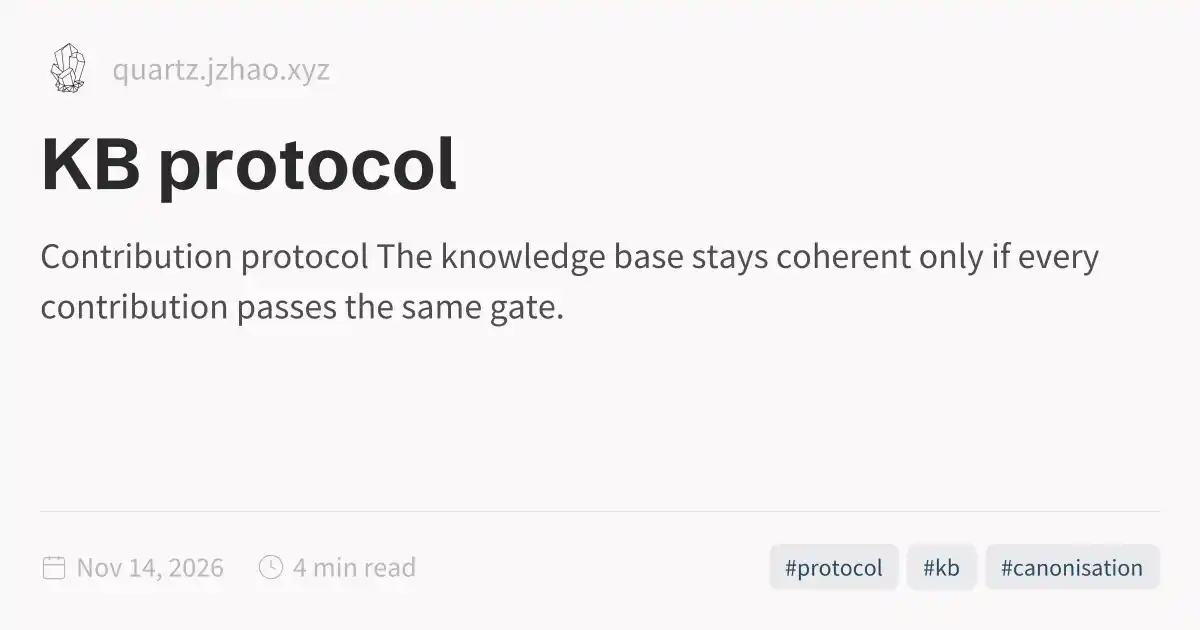 quartz.jzhao.xyz
KB protocol
Contribution protocol The knowledge base stays coherent only if every
contribution passes the same gate.
Nov 14, 2026
4 min read
#protocol
#kb
#canonisation